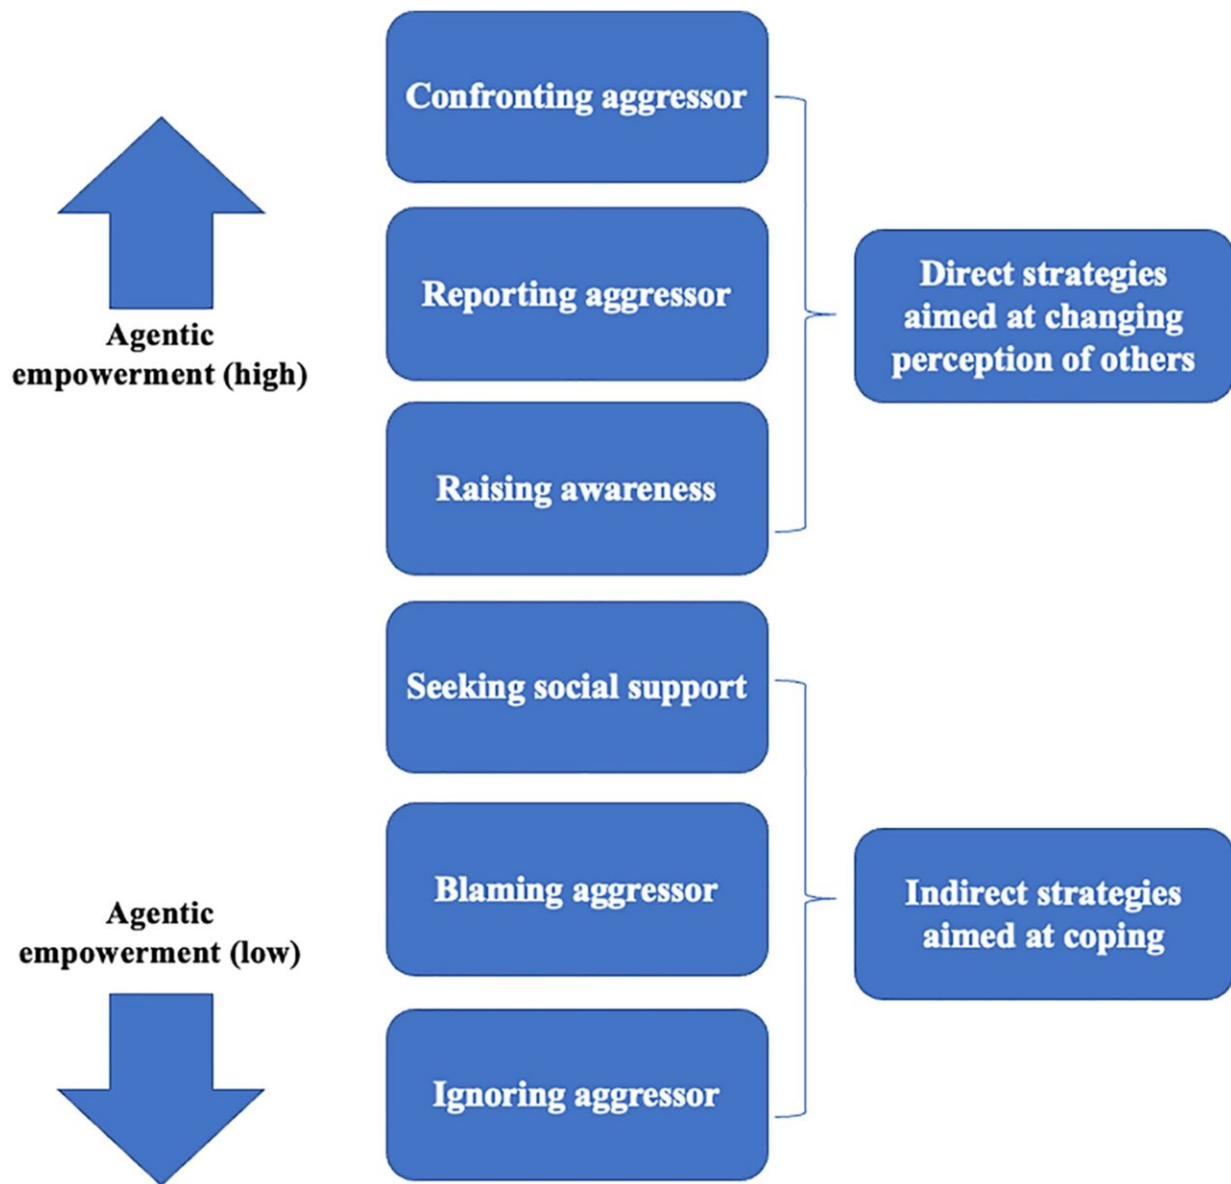 Confronting aggressor
Reporting aggressor
Raising awareness
Seeking social support
Blaming aggressor
Ignoring aggressor
Agentic
empowerment (high)
Agentic
empowerment (low)
Direct strategies
aimed at changing
perception of others
Indirect strategies
aimed at coping